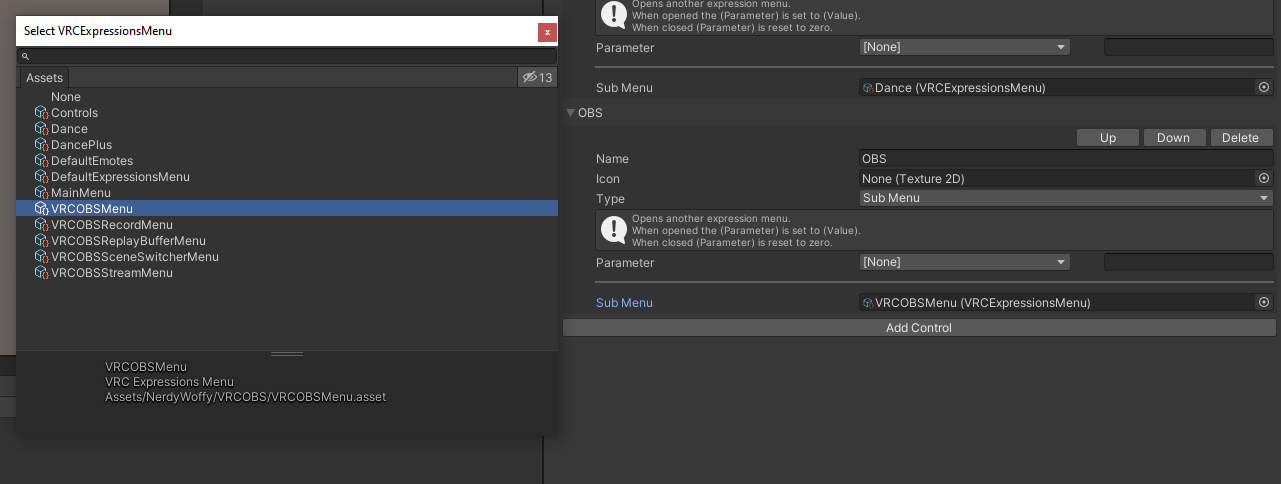 Select VRCExpressionsMenu
x
Assets
13
None
Controls
Dance
DancePlus
DefaultEmotes
DefaultExpressionsMenu
MainMenu
VRCOBSMenu
VRCOBSRecordMenu
VRCOBSReplayBufferMenu
VRCOBSSceneSwitcherMenu
VRCOBSStreamMenu
VRCOBSMenu
VRC Expressions Menu
Assets/NerdyWoffy/VRCOBS/VRCOBSMenu.asset
Opens another expression menu.
When opened the (Parameter) is set to (Value).
When closed (Parameter) is reset to zero.
Parameter [None]
Sub Menu Dance (VRCExpressionsMenu)
OBS
Up Down Delete
Name OBS
Icon None (Texture 2D)
Type Sub Menu
Opens another expression menu.
When opened the (Parameter) is set to (Value).
When closed (Parameter) is reset to zero.
Parameter [None]
Sub Menu VRCOBSMenu (VRCExpressionsMenu)
Add Control